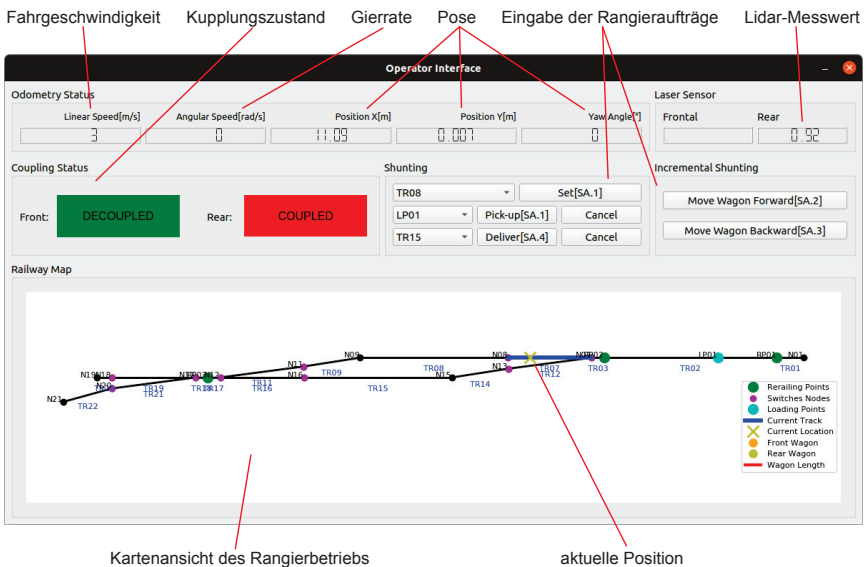 Fahrgeschwindigkeit Kupplungszustand Gierrate Pose Eingabe der Rangieraufträge Lidar-Messwert
Operator Interface
Odometry Status
Laser Sensor
Linear Speed[m/s] Angular Speed[rad/s] Position X[m] Position Y[m] Yaw Angle[°] Frontal Rear
3 0 11.09 0.007 0 0.92
Coupling Status Shunting Incremental Shunting
TR08 Set[SA.1]
Move Wagon Forward[SA.2]
Front: DECOUPLED Rear: COUPLED LP01 Pick-up[SA.1] Cancel
Move Wagon Backward[SA.3]
TR15 Deliver[SA.4] Cancel
Railway Map
N09 N08 LP01 RP01 N01
N11 TR08 N13 TR07 TR03 TR02 TR01
N19 N18 N12 N16 TR09 N15 TR12
N20 TR19 TR17 TR11 TR15 TR14
TR21 TR16
N21 TR22
Rerailing Points
Switches Nodes
Loading Points
Current Track
Current Location
Front Wagon
Rear Wagon
Wagon Length
Kartenansicht des Rangierbetriebs aktuelle Position